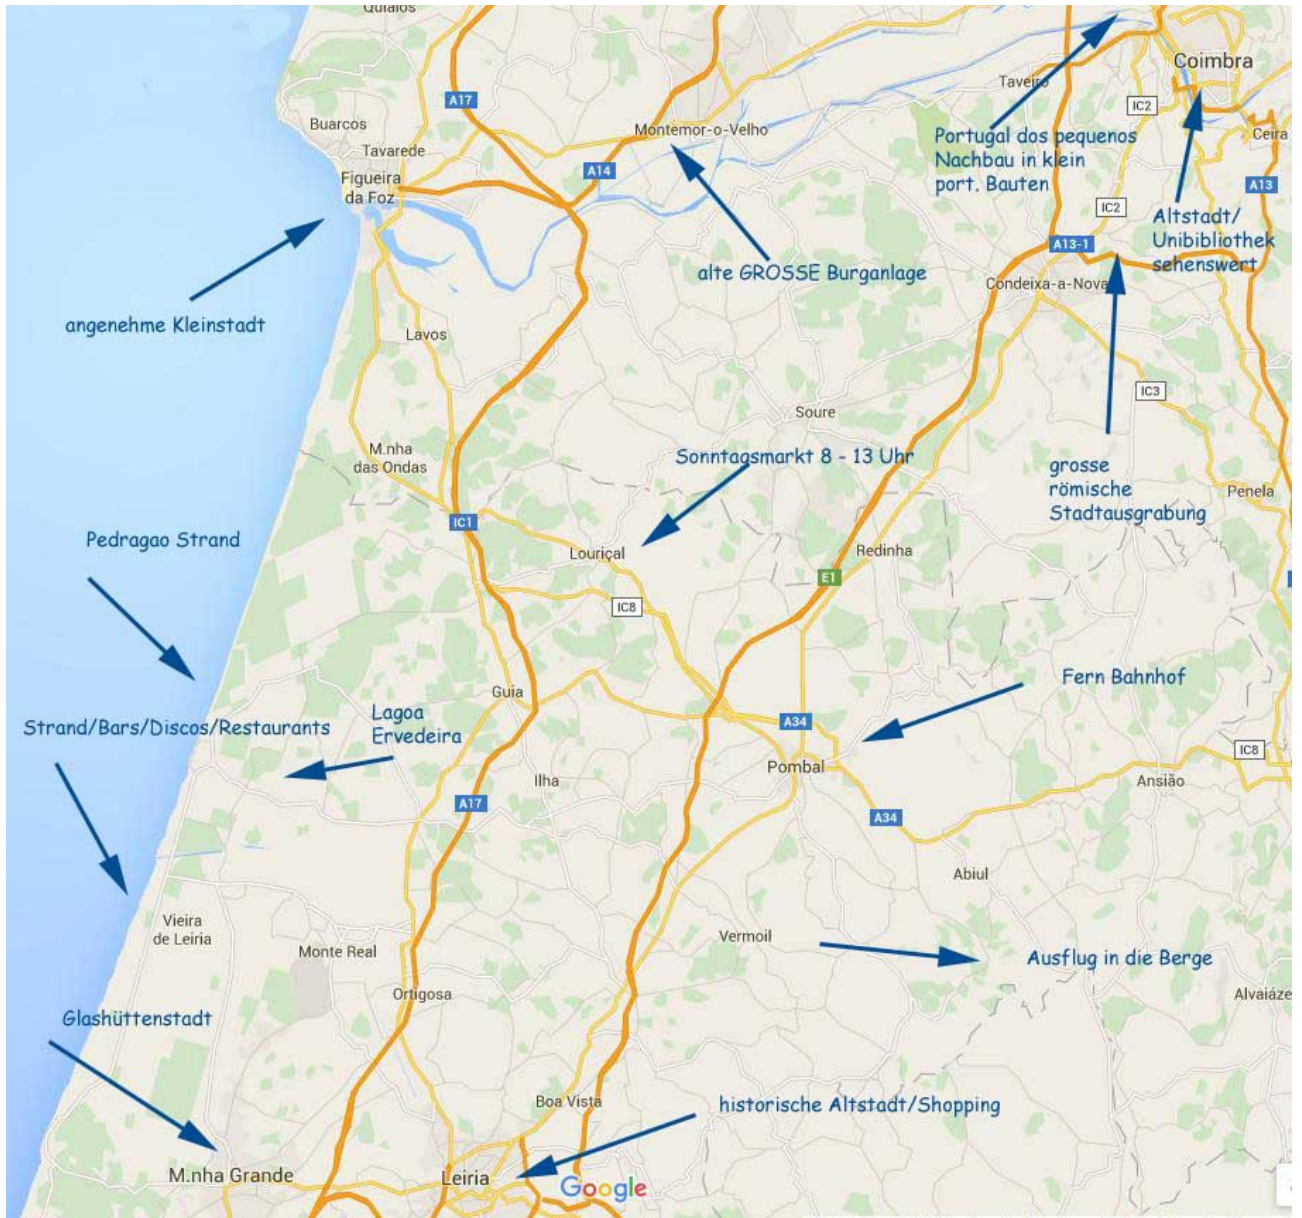 Quiaios
Coimbra
A17
Taveiro
IC2
Buarcos
Montemor-o-Velho
Ceira
Tavarede
Portugal dos pequenos
Nachbau in klein
port. Bauten
Figueira
da Foz
A14
A13
IC2
Altstadt/
Unibibliothek
sehenswert
A13-1
alte GROSSE Burganlage
Condeixa-a-Nova
angenehme Kleinstadt
Lavos
IC3
Soure
M.nha
das Ondas
Sonntagsmarkt 8 - 13 Uhr
grosse
römische
Stadtausgrabung
Penela
IC1
Pedragao Strand
Louriçal
Redinha
E1
IC8
Fern Bahnhof
Guia
Strand/Bars/Discos/Restaurants
Lagoa
Ervedeira
A34
IC8
Pombal
Ilha
Ansião
A17
A34
Abiul
Vieira
de Leiria
Vermoil
Monte Real
Ausflug in die Berge
Ortigosa
Alvaiáze
Glashüttenstadt
Boa Vista
historische Altstadt/Shopping
M.nha Grande
Leiria
Google